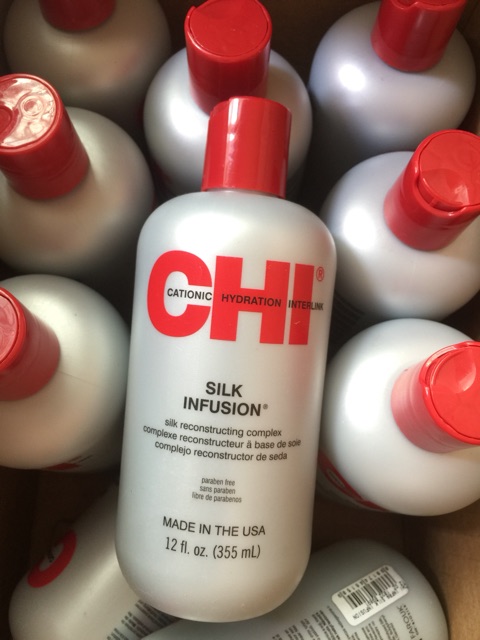 CHI®
CATIONIC HYDRATION INTERLINK
SILK
INFUSION®
silk reconstructing complex
complexe reconstructeur à base de soie
complejo reconstructor de seda
paraben free
sans paraben
libre de parabenos
MADE IN THE USA
12 fl. oz. (355 mL)